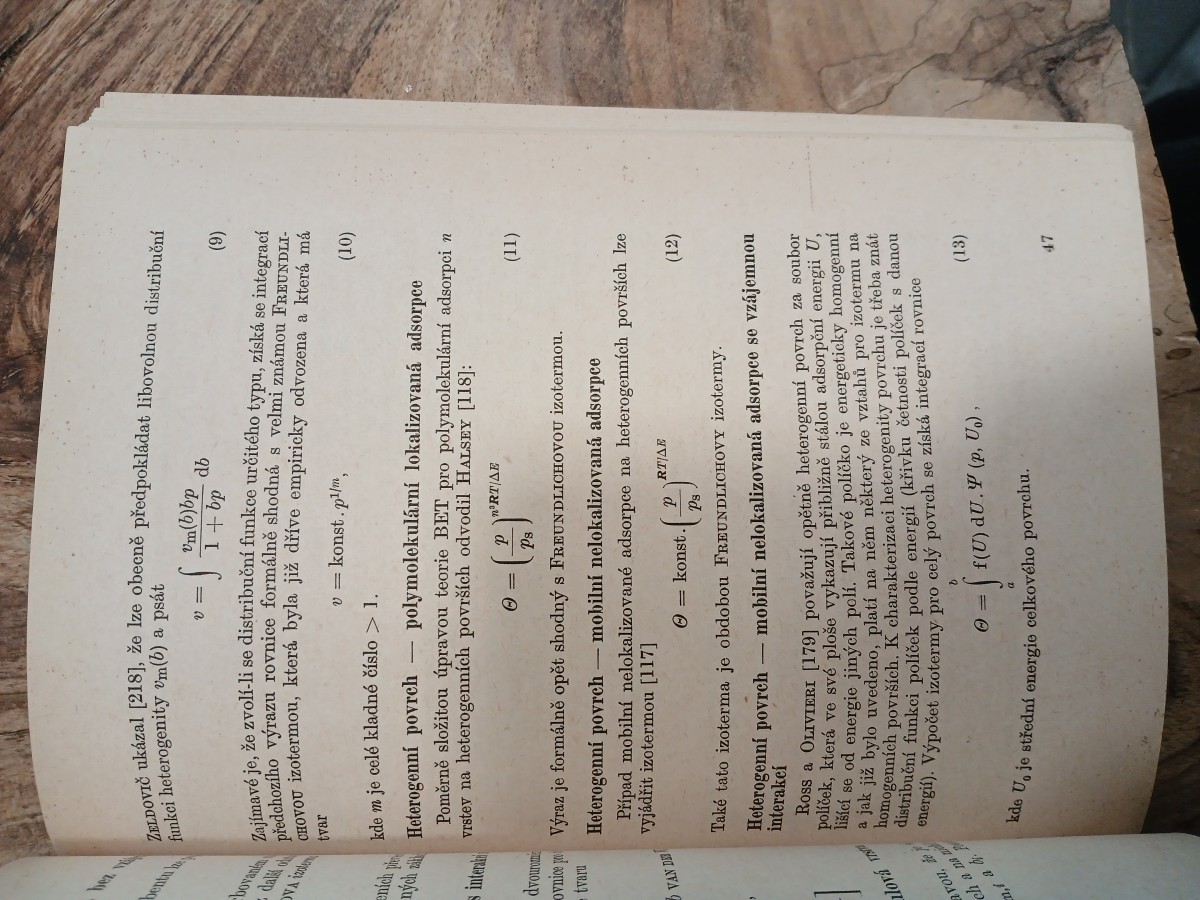 Zeldovič ukázal [218], že lze obecně předpokládat libovolnou distribuční
funkci heterogenity vₘ(b) a psát
v = ∫ vₘ(b)bp / (1 + bp) db (9)
Zajímavé je, že zvolí-li se distribuční funkce určitého typu, získá se integrací
předchozího výrazu rovnice formálně shodná s velmi známou Freundli-
chovou izotermou, která byla již dříve empiricky odvozena a která má
tvar
v = konst . p^{1/m}, (10)
kde m je celé kladné číslo > 1.
Heterogenní povrch — polymolekulární lokalizovaná adsorpce
Poměrně složitou úpravou teorie BET pro polymolekulární adsorpci n
vrstev na heterogenních površích odvodil Halsey [118]:
Θ = (p / pₛ)^{n³RT/ΔE} (11)
Výraz je formálně opět shodný s Freundlichovou izotermou.
Heterogenní povrch — mobilní nelokalizovaná adsorpce
Případ mobilní nelokalizované adsorpce na heterogenních površích lze
vyjádřit izotermou [117]
Θ = konst . (p / pₛ)^{RT/ΔE} (12)
Také tato izoterma je obdobou Freundlichovy izotermy.
Heterogenní povrch — mobilní nelokalizovaná adsorpce se vzájemnou
interakcí
Ross a Olivieri [179] považují opětně heterogenní povrch za soubor
políček, která ve své ploše vykazují přibližně stálou adsorpční energii U,
lišící se od energie jiných polí. Takové políčko je energeticky homogenní
a jak již bylo uvedeno, platí na něm některý ze vztahů pro izotermu na
homogenních površích. K charakterizaci heterogenity povrchu je třeba znát
distribuční funkci políček podle energií (křivku četnosti políček s danou
energií). Výpočet izotermy pro celý povrch se získá integrací rovnice
Θ = ∫ₐᵇ f(U) dU . Ψ (p, U₀) , (13)
kde U₀ je střední energie celkového povrchu.
47